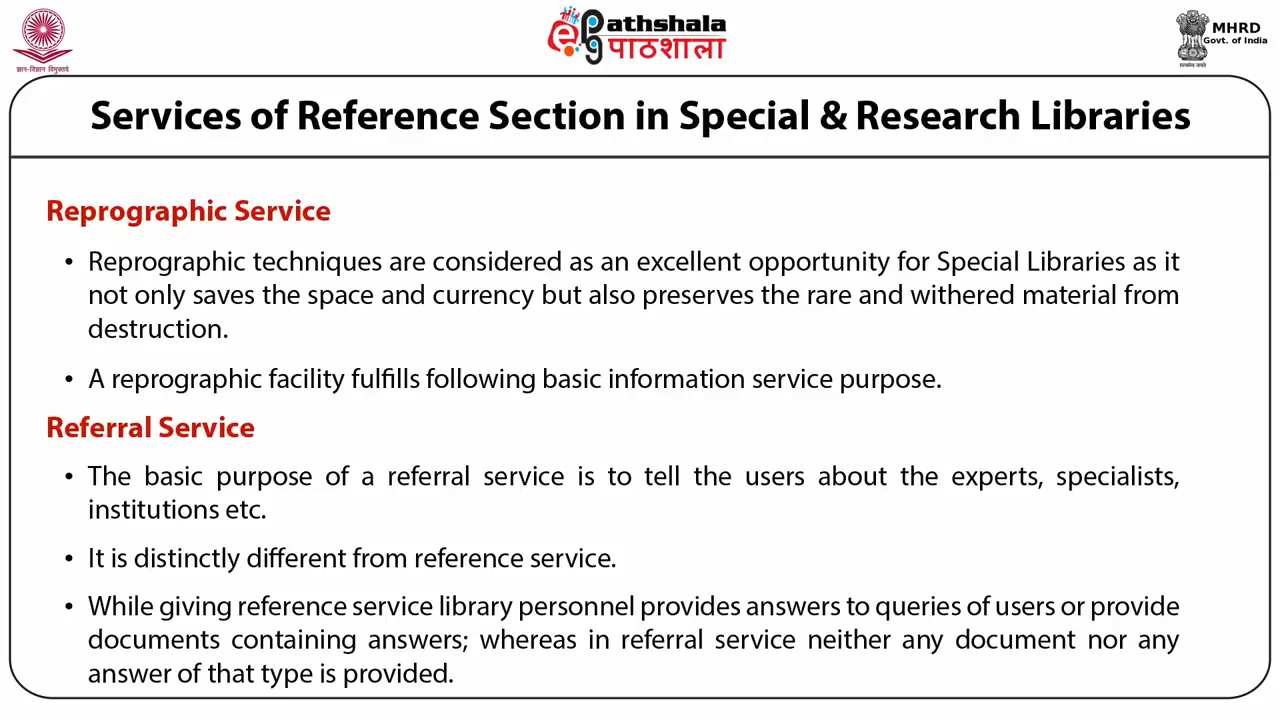 ज्ञान-विज्ञान विमुक्तये
epathshala
पाठशाला
MHRD
Govt. of India
सत्यमेव जयते
Services of Reference Section in Special & Research Libraries
Reprographic Service
• Reprographic techniques are considered as an excellent opportunity for Special Libraries as it
not only saves the space and currency but also preserves the rare and withered material from
destruction.
• A reprographic facility fulfills following basic information service purpose.
Referral Service
• The basic purpose of a referral service is to tell the users about the experts, specialists,
institutions etc.
• It is distinctly different from reference service.
• While giving reference service library personnel provides answers to queries of users or provide
documents containing answers; whereas in referral service neither any document nor any
answer of that type is provided.